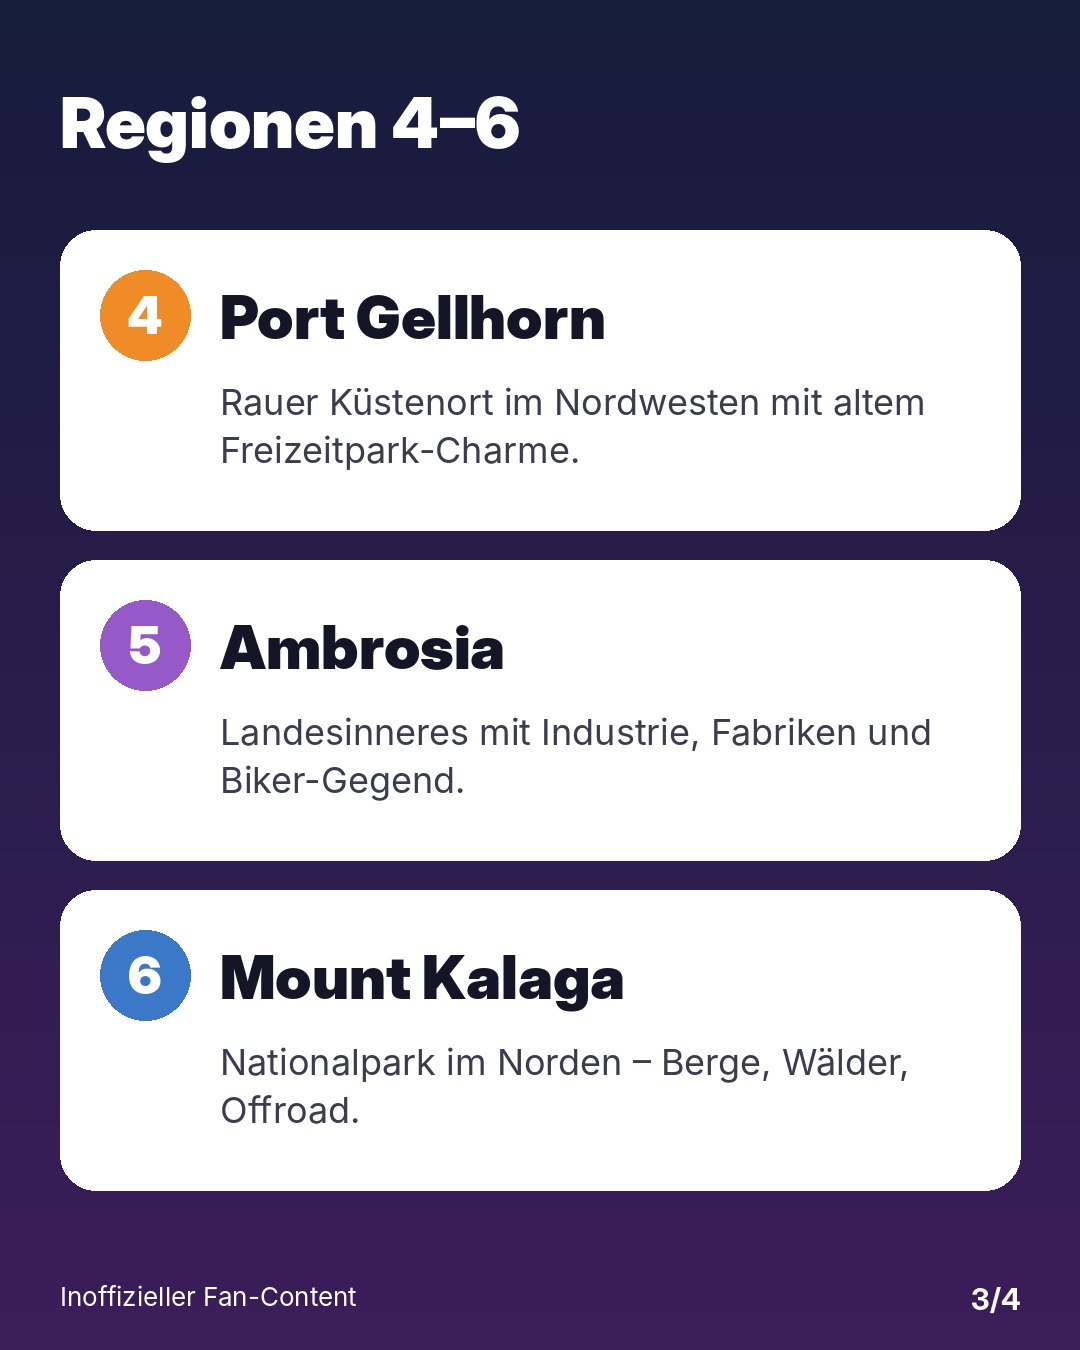 Regionen 4–6
4
Port Gellhorn
Rauer Küstenort im Nordwesten mit altem
Freizeitpark-Charme.
5
Ambrosia
Landesinneres mit Industrie, Fabriken und
Biker-Gegend.
6
Mount Kalaga
Nationalpark im Norden – Berge, Wälder,
Offroad.
Inoffizieller Fan-Content
3/4